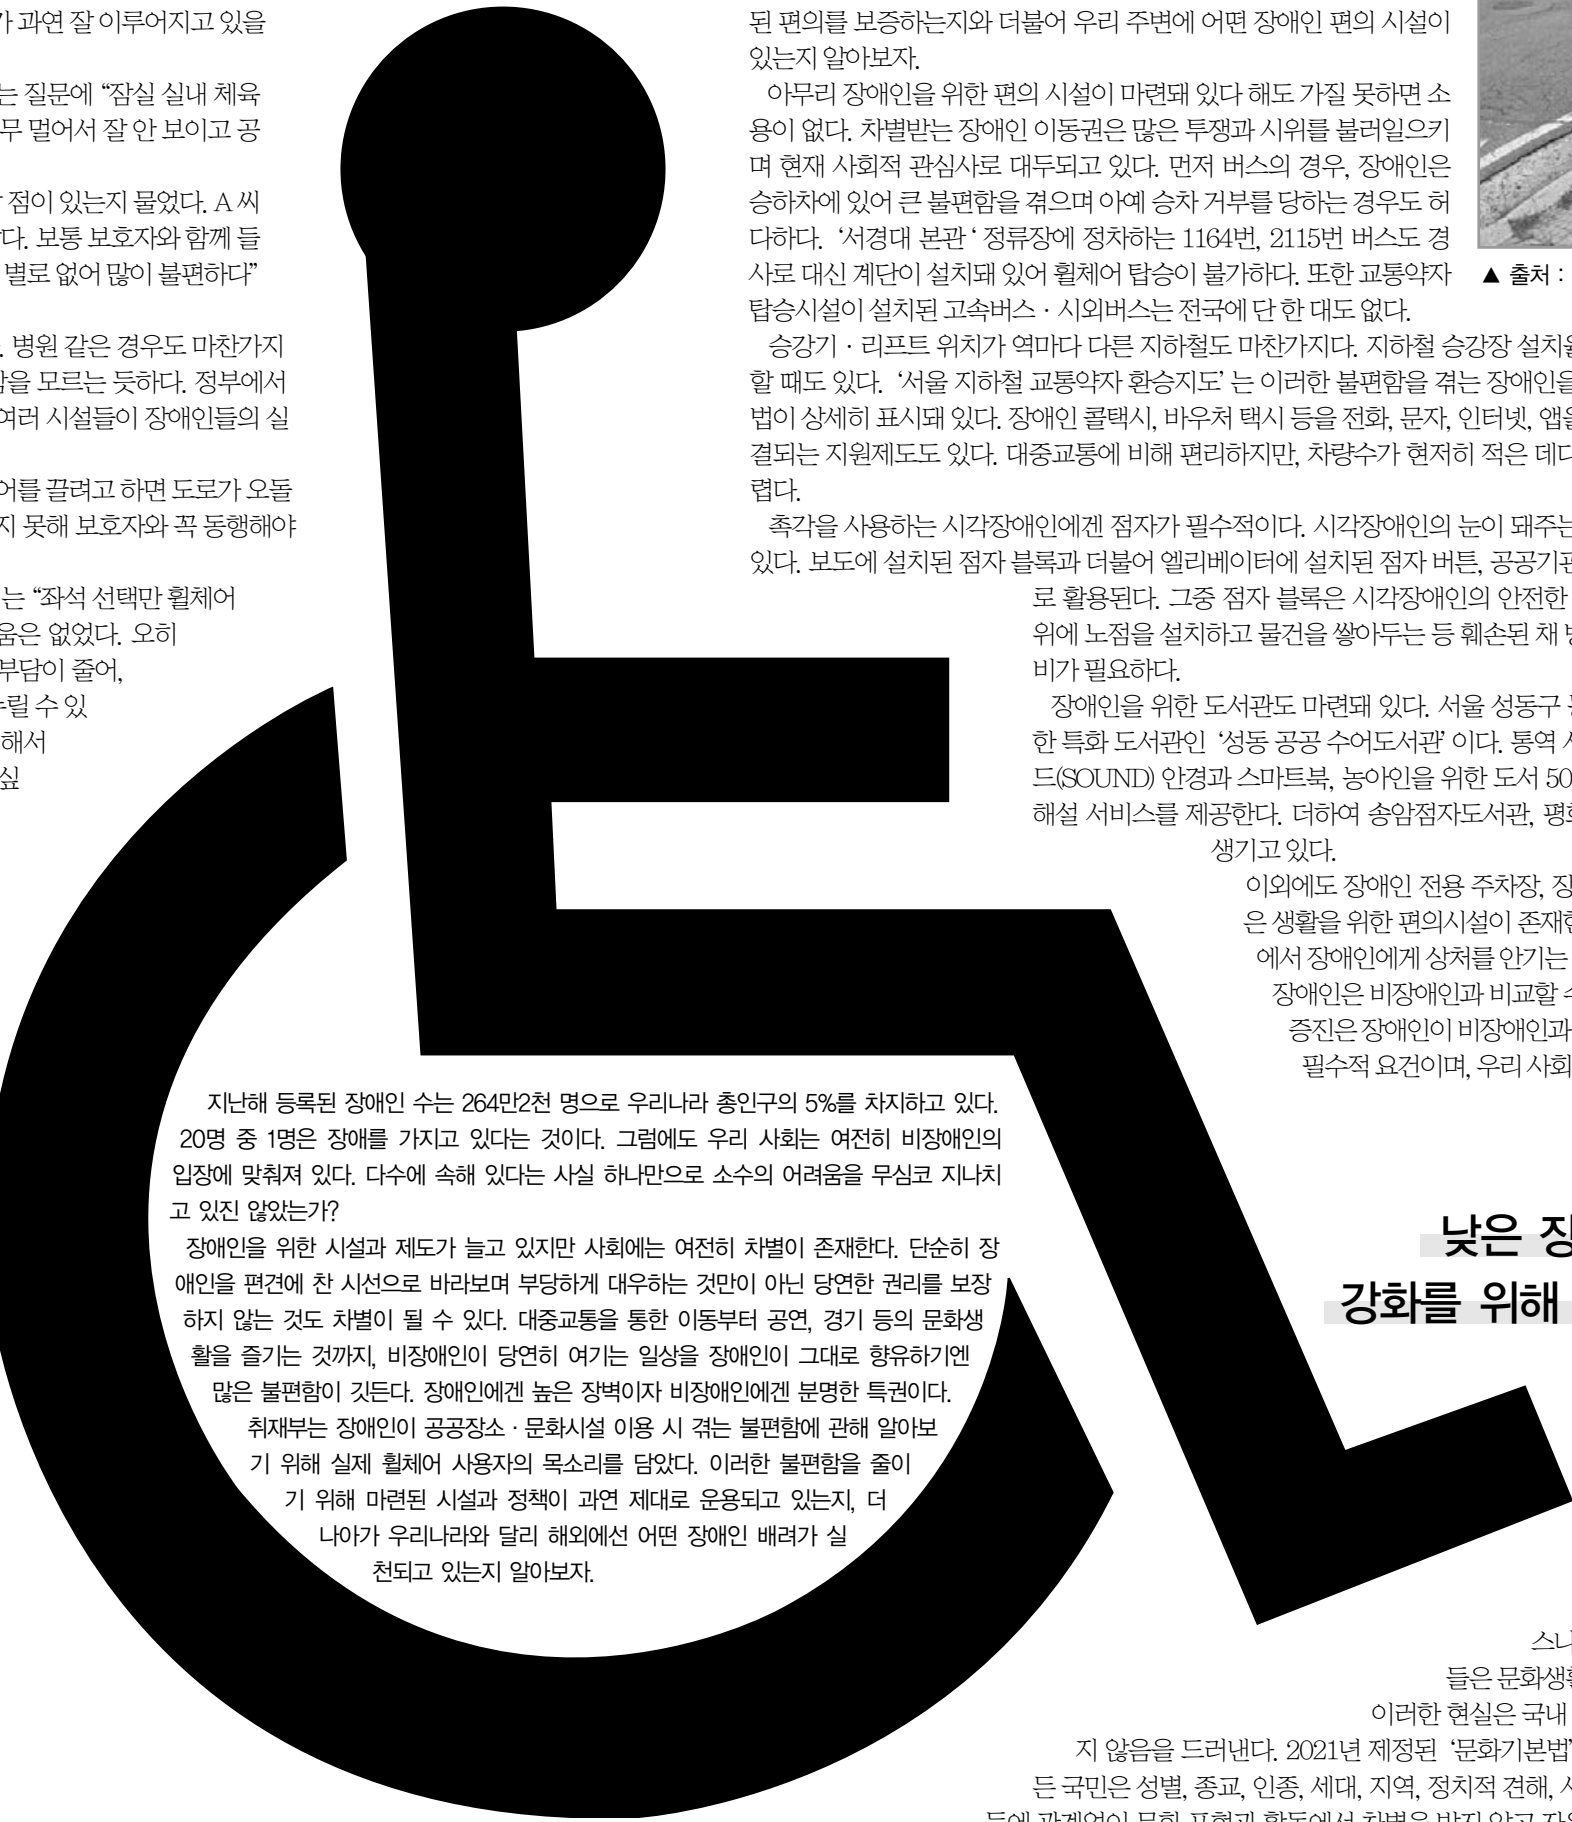 가 과연 잘 이루어지고 있을
는 질문에 “잠실 실내 체육
무 멀어서 잘 안 보이고 공
점이 있는지 물었다. A 씨
다. 보통 보호자와 함께 들
별로 없어 많이 불편하다”
병원 같은 경우도 마찬가지
함을 모르는 듯하다. 정부에서
여러 시설들이 장애인들의 실
어를 끌려고 하면 도로가 오돌
지 못해 보호자와 꼭 동행해야
는 “좌석 선택만 휠체어
움은 없었다. 오히
부담이 줄어,
누릴 수 있
해서
싶
된 편의를 보증하는지와 더불어 우리 주변에 어떤 장애인 편의 시설이
있는지 알아보자.
아무리 장애인을 위한 편의 시설이 마련돼 있다 해도 가질 못하면 소
용이 없다. 차별받는 장애인 이동권은 많은 투쟁과 시위를 불러일으키
며 현재 사회적 관심사로 대두되고 있다. 먼저 버스의 경우, 장애인은
승하차에 있어 큰 불편함을 겪으며 아예 승차 거부를 당하는 경우도 허
다하다. ‘서경대 본관 ‘ 정류장에 정차하는 1164번, 2115번 버스도 경
사로 대신 계단이 설치돼 있어 휠체어 탑승이 불가하다. 또한 교통약자
탑승시설이 설치된 고속버스 · 시외버스는 전국에 단 한 대도 없다.
▲ 출처 :
승강기 · 리프트 위치가 역마다 다른 지하철도 마찬가지다. 지하철 승강장 설치율
할 때도 있다. ‘서울 지하철 교통약자 환승지도’ 는 이러한 불편함을 겪는 장애인을
법이 상세히 표시돼 있다. 장애인 콜택시, 바우처 택시 등을 전화, 문자, 인터넷, 앱을
결되는 지원제도도 있다. 대중교통에 비해 편리하지만, 차량수가 현저히 적은 데다
렵다.
촉각을 사용하는 시각장애인에겐 점자가 필수적이다. 시각장애인의 눈이 돼주는
있다. 보도에 설치된 점자 블록과 더불어 엘리베이터에 설치된 점자 버튼, 공공기관
로 활용된다. 그중 점자 블록은 시각장애인의 안전한
위에 노점을 설치하고 물건을 쌓아두는 등 훼손된 채
비가 필요하다.
장애인을 위한 도서관도 마련돼 있다. 서울 성동구
한 특화 도서관인 ‘성동 공공 수어도서관’ 이다. 통역
드(SOUND) 안경과 스마트북, 농아인을 위한 도서 50
해설 서비스를 제공한다. 더하여 송암점자도서관, 평화
생기고 있다.
이외에도 장애인 전용 주차장, 장
은 생활을 위한 편의시설이 존재한
에서 장애인에게 상처를 안기는
장애인은 비장애인과 비교할 수
증진은 장애인이 비장애인과
필수적 요건이며, 우리 사회
지난해 등록된 장애인 수는 264만2천 명으로 우리나라 총인구의 5%를 차지하고 있다.
20명 중 1명은 장애를 가지고 있다는 것이다. 그럼에도 우리 사회는 여전히 비장애인의
입장에 맞춰져 있다. 다수에 속해 있다는 사실 하나만으로 소수의 어려움을 무심코 지나치
고 있진 않았는가?
장애인을 위한 시설과 제도가 늘고 있지만 사회에는 여전히 차별이 존재한다. 단순히 장
애인을 편견에 찬 시선으로 바라보며 부당하게 대우하는 것만이 아닌 당연한 권리를 보장
하지 않는 것도 차별이 될 수 있다. 대중교통을 통한 이동부터 공연, 경기 등의 문화생
활을 즐기는 것까지, 비장애인이 당연히 여기는 일상을 장애인이 그대로 향유하기엔
많은 불편함이 깃든다. 장애인에겐 높은 장벽이자 비장애인에겐 분명한 특권이다.
취재부는 장애인이 공공장소 · 문화시설 이용 시 겪는 불편함에 관해 알아보
기 위해 실제 휠체어 사용자의 목소리를 담았다. 이러한 불편함을 줄이
기 위해 마련된 시설과 정책이 과연 제대로 운용되고 있는지, 더
나아가 우리나라와 달리 해외에선 어떤 장애인 배려가 실
천되고 있는지 알아보자.
낮은 장
강화를 위해
스나
들은 문화생활
이러한 현실은 국내
지 않음을 드러낸다. 2021년 제정된 ‘문화기본법’
든 국민은 성별, 종교, 인종, 세대, 지역, 정치적 견해,
등에 관계없이 문화 표현과 활동에서 차별을 받지 않고